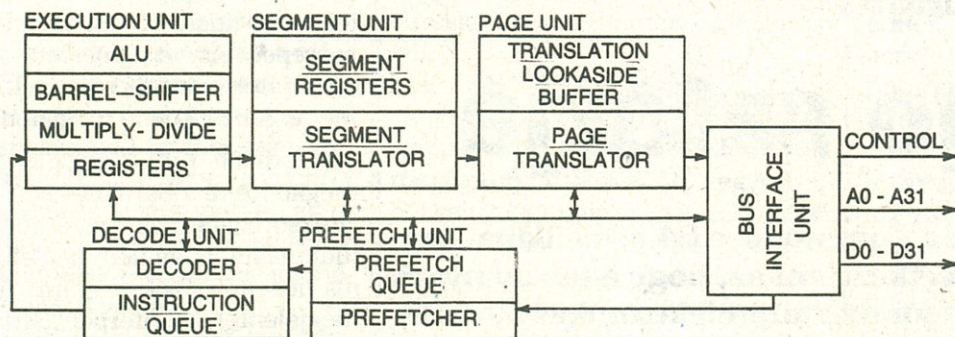 EXECUTION UNIT
ALU
BARREL-SHIFTER
MULTIPLY-DIVIDE
REGISTERS
SEGMENT UNIT
SEGMENT
REGISTERS
SEGMENT
TRANSLATOR
PAGE UNIT
TRANSLATION
LOOKASIDE
BUFFER
PAGE
TRANSLATOR
BUS
INTERFACE
UNIT
CONTROL
A0 - A31
D0 - D31
DECODE UNIT
DECODER
INSTRUCTION
QUEUE
PREFETCH UNIT
PREFETCH
QUEUE
PREFETCHER